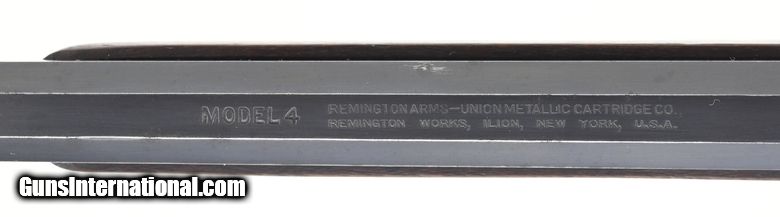 MODEL 4
REMINGTON ARMS—UNION METALLIC CARTRIDGE CO.
REMINGTON WORKS, ILION, NEW YORK, U.S.A.
GunsInternational.com